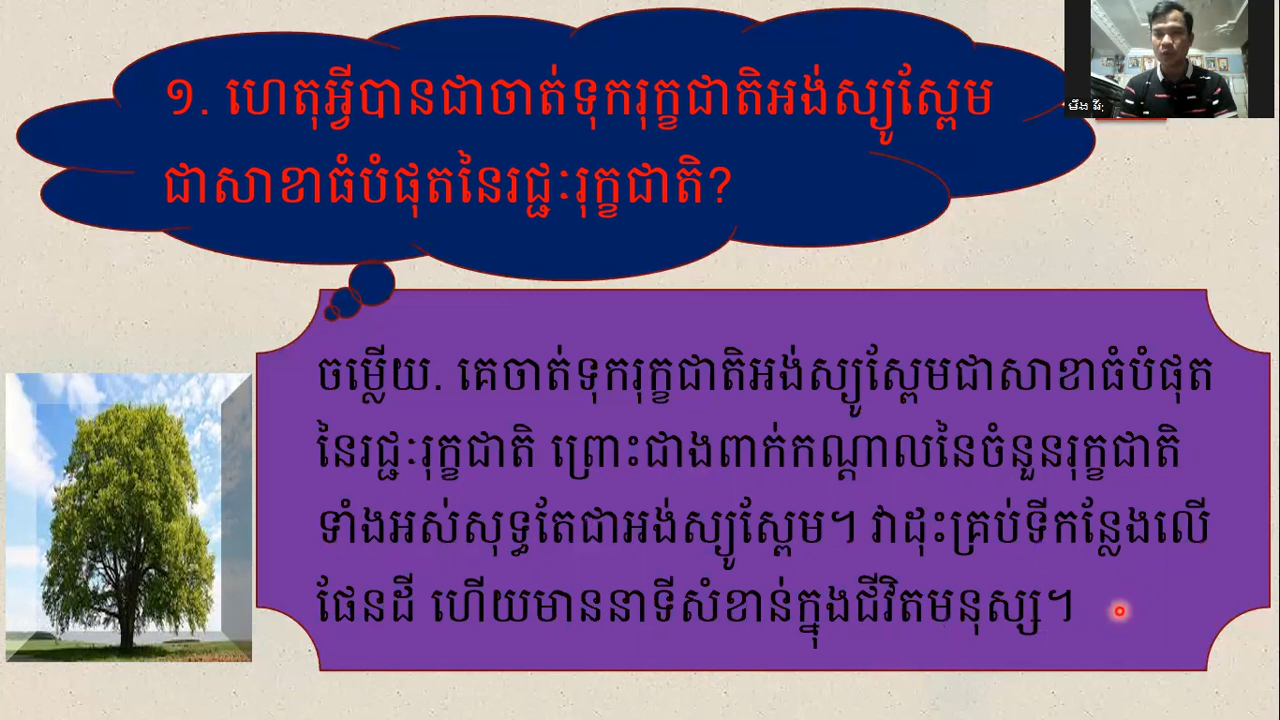 ១. ហេតុអ្វីបានជាចាត់ទុករុក្ខជាតិអង់ស្យូស្ពែម
ជាសាខាធំបំផុតនៃរជ្ជៈរុក្ខជាតិ?
ចម្លើយ. គេចាត់ទុករុក្ខជាតិអង់ស្យូស្ពែមជាសាខាធំបំផុត
នៃរជ្ជៈរុក្ខជាតិ ព្រោះជាងពាក់កណ្ដាលនៃចំនួនរុក្ខជាតិ
ទាំងអស់សុទ្ធតែជាអង់ស្យូស្ពែម។ វាដុះគ្រប់ទីកន្លែងលើ
ផែនដី ហើយមាននាទីសំខាន់ក្នុងជីវិតមនុស្ស។